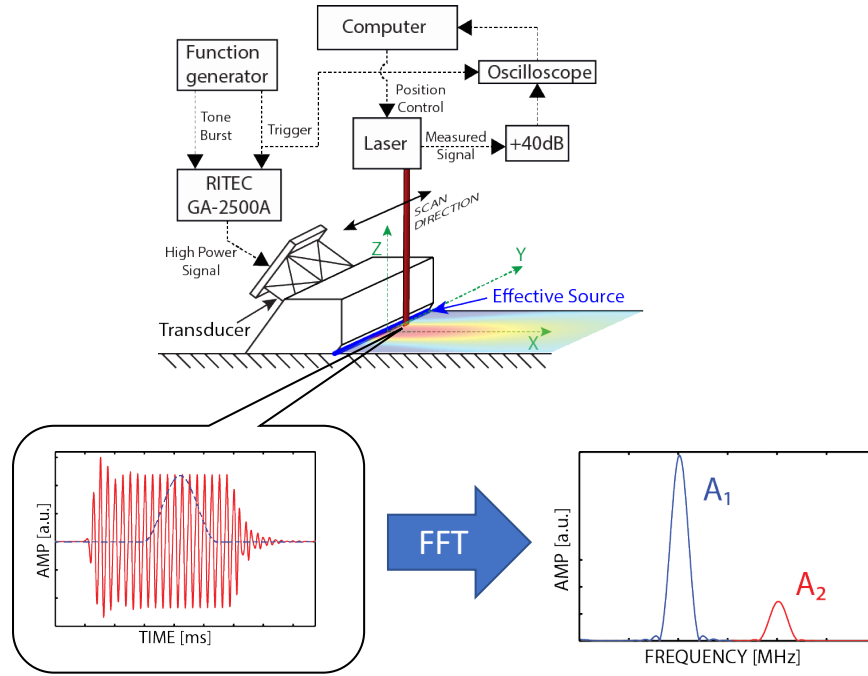 Computer
Function
generator
Oscilloscope
Position
Control
Tone
Burst
Trigger
Laser
Measured
Signal
+40dB
RITEC
GA-2500A
SCAN
DIRECTION
High Power
Signal
Z
Y
Effective Source
Transducer
X
AMP [a.u.]
TIME [ms]
FFT
AMP [a.u.]
A₁
A₂
FREQUENCY [MHz]